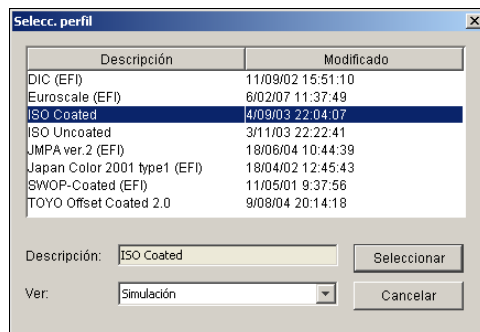 Selecc. perfil
Descripción Modificado
DIC (EFI) 11/09/02 15:51:10
Euroscale (EFI) 6/02/07 11:37:49
ISO Coated 4/09/03 22:04:07
ISO Uncoated 3/11/03 22:22:41
JMPA ver.2 (EFI) 18/06/04 10:44:39
Japan Color 2001 type1 (EFI) 18/04/02 12:45:43
SWOP-Coated (EFI) 11/05/01 9:37:56
TOYO Offset Coated 2.0 9/08/04 20:14:18
Descripción: ISO Coated Seleccionar
Ver: Simulación Cancelar